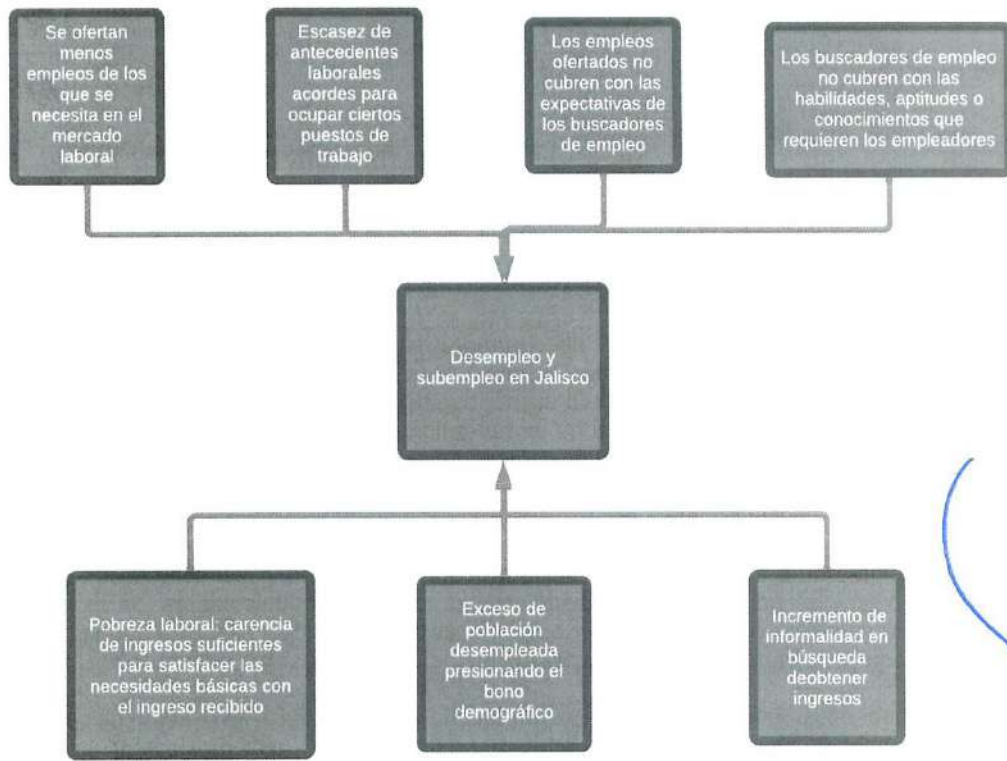 Se ofertan
menos
empleos de los
que se
necesita en el
mercado
laboral
Escasez de
antecedentes
laborales
acordes para
ocupar ciertos
puestos de
trabajo
Los empleos
ofertados no
cubren con las
expectativas de
los buscadores
de empleo
Los buscadores de empleo
no cubren con las
habilidades, aptitudes o
conocimientos que
requieren los empleadores
Desempleo y
subempleo en Jalisco
Pobreza laboral: carencia
de ingresos suficientes
para satisfacer las
necesidades básicas con
el ingreso recibido
Exceso de
población
desempleada
presionando el
bono
demográfico
Incremento de
informalidad en
búsqueda
deobtener
ingresos